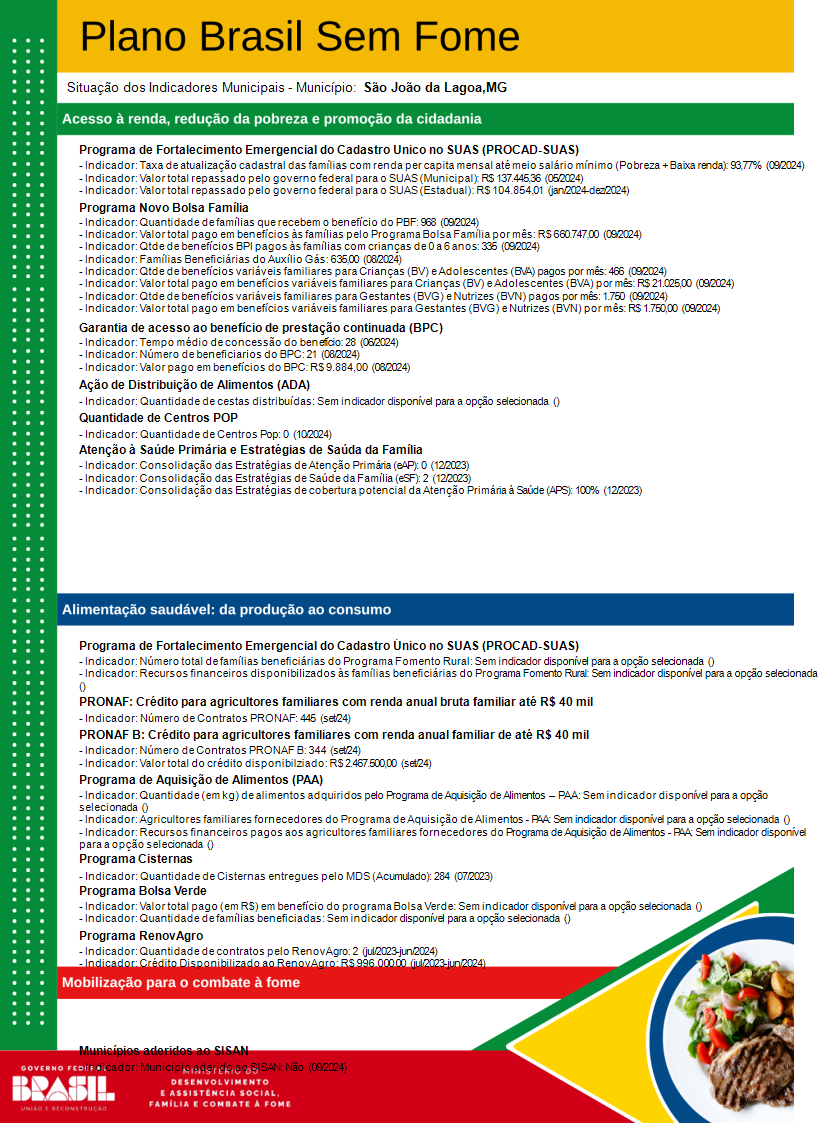 Plano Brasil Sem Fome
Situação dos Indicadores Municipais - Município: São João da Lagoa,MG
Acesso à renda, redução da pobreza e promoção da cidadania
Programa de Fortalecimento Emergencial do Cadastro Único no SUAS (PROCAD-SUAS)
- Indicador: Taxa de atualização cadastral das famílias com renda per capita mensal até meio salário mínimo (Pobreza + Baixa renda): 93,77% (09/2024)
- Indicador: Valor total repassado pelo governo federal para o SUAS (Municipal): R$ 137.445,36 (05/2024)
- Indicador: Valor total repassado pelo governo federal para o SUAS (Estadual): R$ 104.854,01 (jan/2024-dez/2024)
Programa Novo Bolsa Família
- Indicador: Quantidade de famílias que recebem o benefício do PBF: 968 (09/2024)
- Indicador: Valor total pago em benefícios às famílias pelo Programa Bolsa Família por mês: R$ 660.747,00 (09/2024)
- Indicador: Qtde de benefícios BPI pagos às famílias com crianças de 0 a 6 anos: 335 (09/2024)
- Indicador: Famílias Beneficiárias do Auxílio Gás: 635,00 (08/2024)
- Indicador: Qtde de benefícios variáveis familiares para Crianças (BV) e Adolescentes (BVA) pagos por mês: 466 (09/2024)
- Indicador: Valor total pago em benefícios variáveis familiares para Crianças (BV) e Adolescentes (BVA) por mês: R$ 21.025,00 (09/2024)
- Indicador: Qtde de benefícios variáveis familiares para Gestantes (BVG) e Nutrizes (BVN) pagos por mês: 1.750 (09/2024)
- Indicador: Valor total pago em benefícios variáveis familiares para Gestantes (BVG) e Nutrizes (BVN) por mês: R$ 1.750,00 (09/2024)
Garantia de acesso ao benefício de prestação continuada (BPC)
- Indicador: Tempo médio de concessão do benefício: 28 (06/2024)
- Indicador: Número de beneficiarios do BPC: 21 (08/2024)
- Indicador: Valor pago em benefícios do BPC: R$ 9.884,00 (08/2024)
Ação de Distribuição de Alimentos (ADA)
- Indicador: Quantidade de cestas distribuídas: Sem indicador disponível para a opção selecionada ()
Quantidade de Centros POP
- Indicador: Quantidade de Centros Pop: 0 (10/2024)
Atenção à Saúde Primária e Estratégias de Saúda da Família
- Indicador: Consolidação das Estratégias de Atenção Primária (eAP): 0 (12/2023)
- Indicador: Consolidação das Estratégias de Saúde da Família (eSF): 2 (12/2023)
- Indicador: Consolidação das Estratégias de cobertura potencial da Atenção Primária à Saúde (APS): 100% (12/2023)
Alimentação saudável: da produção ao consumo
Programa de Fortalecimento Emergencial do Cadastro Único no SUAS (PROCAD-SUAS)
- Indicador: Número total de famílias beneficiárias do Programa Fomento Rural: Sem indicador disponível para a opção selecionada ()
- Indicador: Recursos financeiros disponibilizados às famílias beneficiárias do Programa Fomento Rural: Sem indicador disponível para a opção selecionada
()
PRONAF: Crédito para agricultores familiares com renda anual bruta familiar até R$ 40 mil
- Indicador: Número de Contratos PRONAF: 445 (set/24)
PRONAF B: Crédito para agricultores familiares com renda anual familiar de até R$ 40 mil
- Indicador: Número de Contratos PRONAF B: 344 (set/24)
- Indicador: Valor total do crédito disponibilziado: R$ 2.467.500,00 (set/24)
Programa de Aquisição de Alimentos (PAA)
- Indicador: Quantidade (em kg) de alimentos adquiridos pelo Programa de Aquisição de Alimentos – PAA: Sem indicador disponível para a opção
selecionada ()
- Indicador: Agricultores familiares fornecedores do Programa de Aquisição de Alimentos - PAA: Sem indicador disponível para a opção selecionada ()
- Indicador: Recursos financeiros pagos aos agricultores familiares fornecedores do Programa de Aquisição de Alimentos - PAA: Sem indicador disponível
para a opção selecionada ()
Programa Cisternas
- Indicador: Quantidade de Cisternas entregues pelo MDS (Acumulado): 284 (07/2023)
Programa Bolsa Verde
- Indicador: Valor total pago (em R$) em benefício do programa Bolsa Verde: Sem indicador disponível para a opção selecionada ()
- Indicador: Quantidade de famílias beneficiadas: Sem indicador disponível para a opção selecionada ()
Programa RenovAgro
- Indicador: Quantidade de contratos pelo RenovAgro: 2 (jul/2023-jun/2024)
- Indicador: Crédito Disponibilizado ao RenovAgro: R$ 996.000,00 (jul/2023-jun/2024)
Mobilização para o combate à fome
Municípios aderidos ao SISAN
- Indicador: Município aderido ao SISAN: Não (09/2024)
GOVERNO FEDERAL
BRASIL
UNIÃO E RECONSTRUÇÃO
MINISTÉRIO DO
DESENVOLVIMENTO
E ASSISTÊNCIA SOCIAL,
FAMÍLIA E COMBATE À FOME